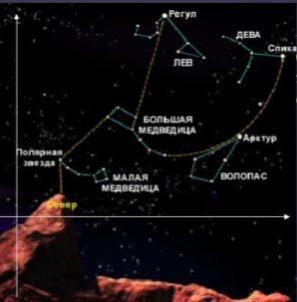 Регул
ДЕВА
Спика
ЛЕВ
БОЛЬШАЯ
МЕДВЕДИЦА
Арктур
Полярная
звезда
МАЛАЯ
МЕДВЕДИЦА
ВОЛОПАС
Север